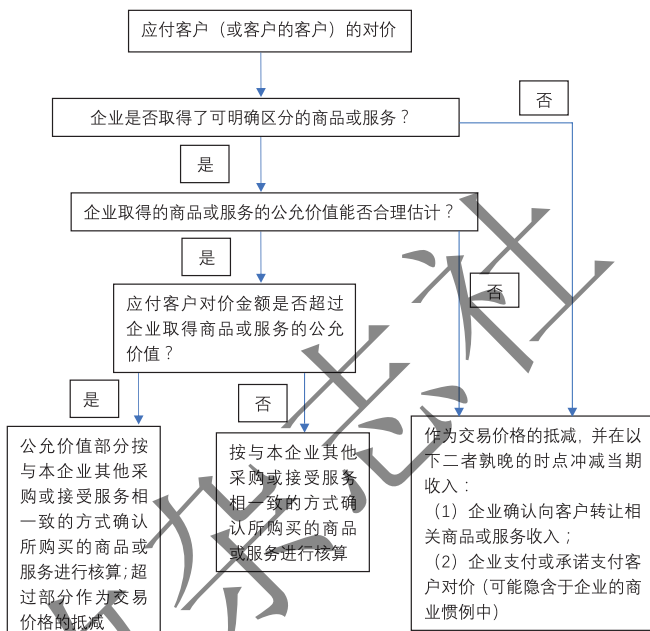 应付客户（或客户的客户）的对价
否
企业是否取得了可明确区分的商品或服务？
是
企业取得的商品或服务的公允价值能否合理估计？
是
否
应付客户对价金额是否超过
企业取得商品或服务的公允
价值？
是
否
公允价值部分按
与本企业其他采
购或接受服务相
一致的方式确认
所购买的商品或
服务进行核算;超
过部分作为交易
价格的抵减
按与本企业其他
采购或接受服务
相一致的方式确
认所购买的商品
或服务进行核算
作为交易价格的抵减，并在以
下二者孰晚的时点冲减当期
收入：
（1）企业确认向客户转让相
关商品或服务收入；
（2）企业支付或承诺支付客
户对价（可能隐含于企业的商
业惯例中）
杂志社